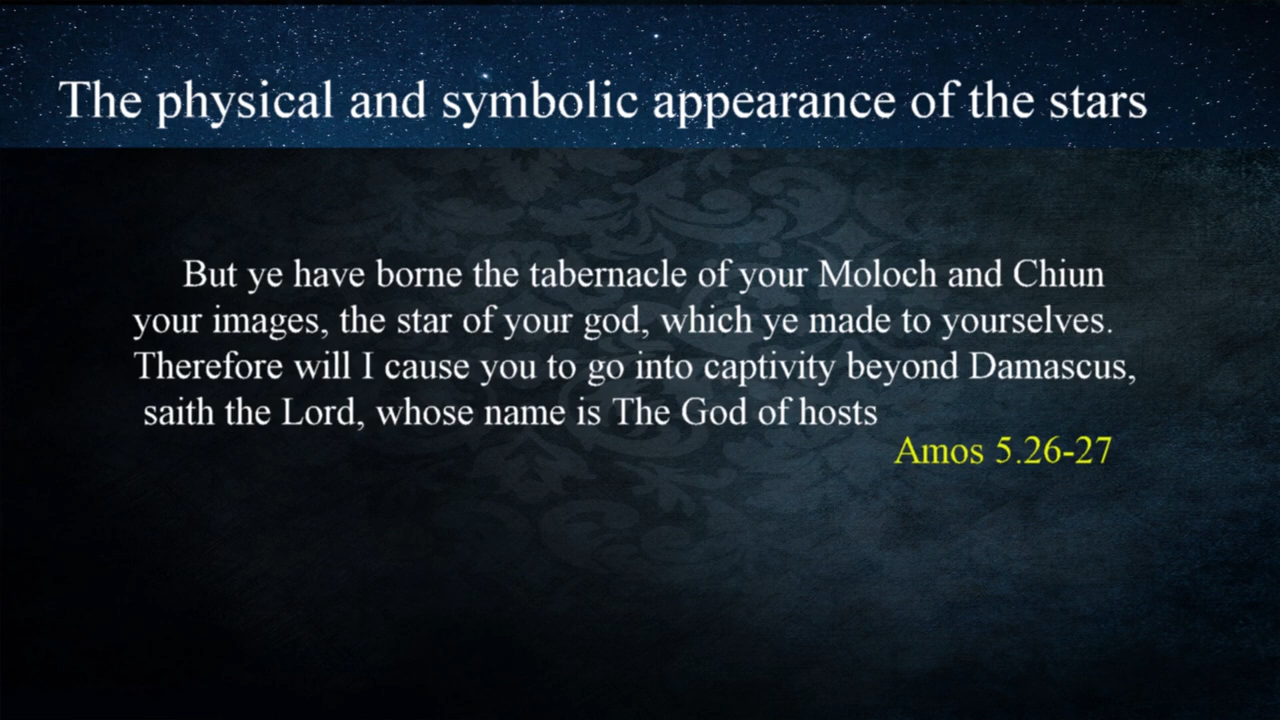 The physical and symbolic appearance of the stars
But ye have borne the tabernacle of your Moloch and Chiun
your images, the star of your god, which ye made to yourselves.
Therefore will I cause you to go into captivity beyond Damascus,
saith the Lord, whose name is The God of hosts
Amos 5.26-27